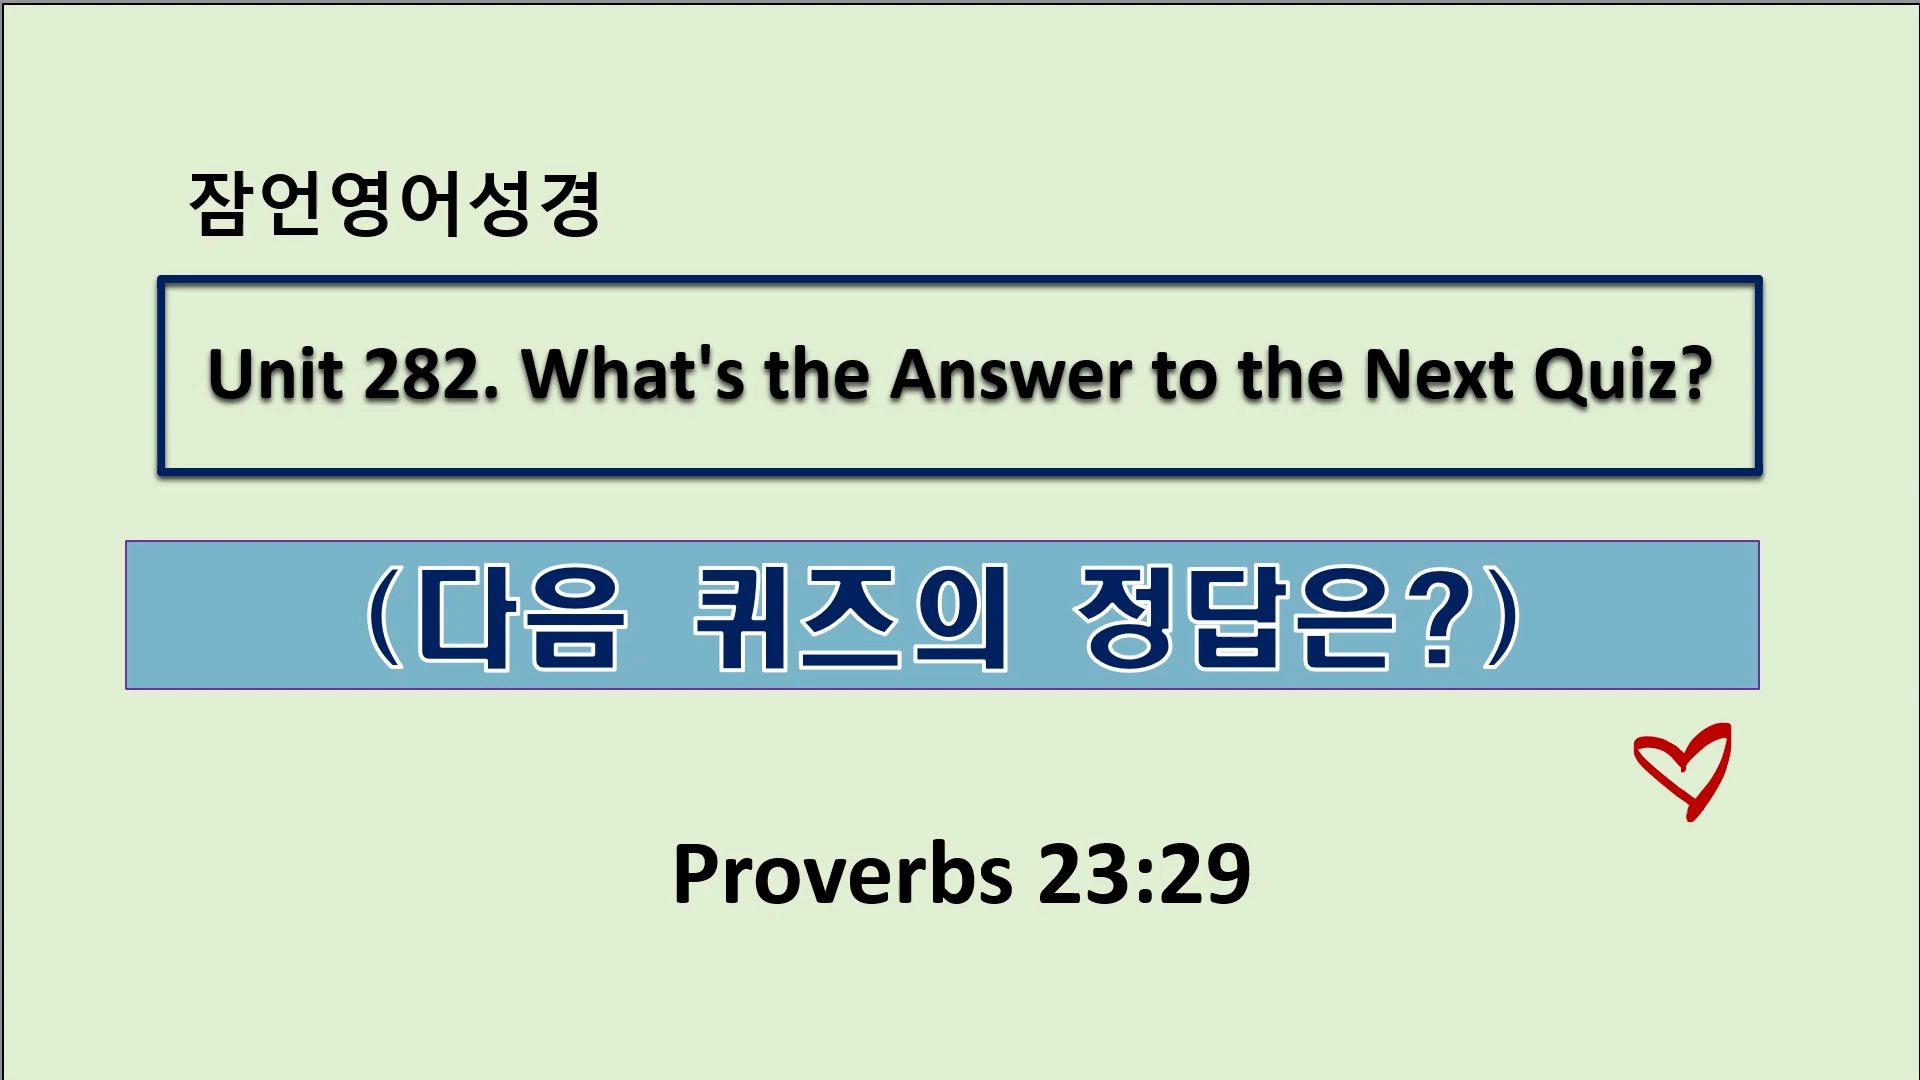 잠언영어성경
Unit 282. What's the Answer to the Next Quiz?
(다음 퀴즈의 정답은?)
Proverbs 23:29